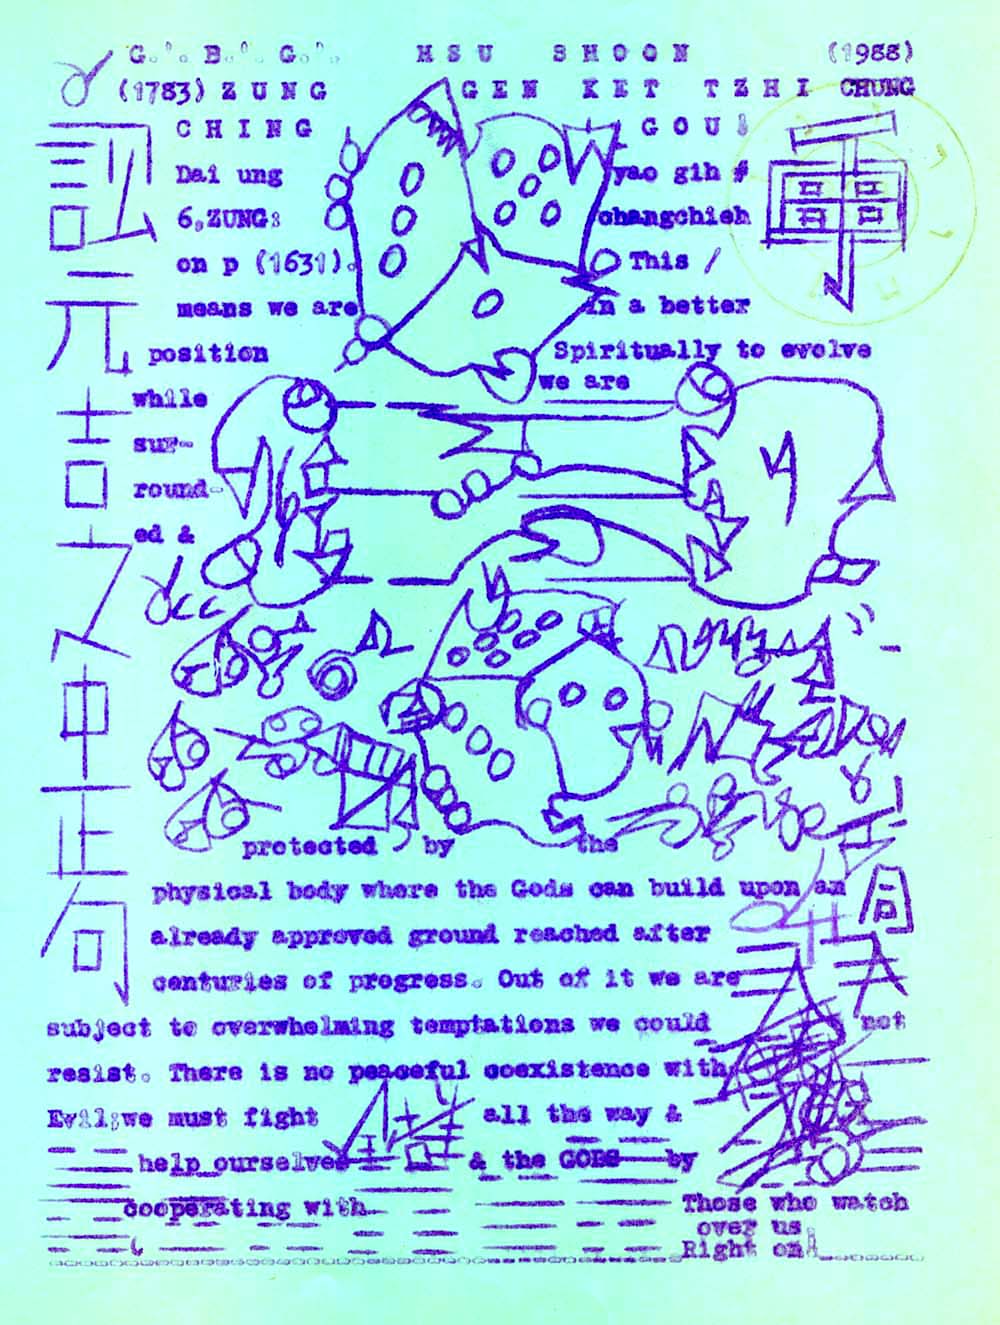 G∴B∴G∴ HSU SHOON (1988)
(1783) ZUNG GEN KET TZHI CHUNG
CHING GOU:
Dai ung yao gih #
6,ZUNG: changchieh
on p (1631). This /
means we are in a better
position Spiritually to evolve
while we are
sur-
round-
ed &
protected by the
physical body where the Gods can build upon an
already approved ground reached after
centuries of progress. Out of it we are
subject to overwhelming temptations we could not
resist. There is no peaceful coexistence with
Evil;we must fight all the way &
help ourselves & the GODS by
cooperating with Those who watch
over us
Right on!
元
吉
中
正